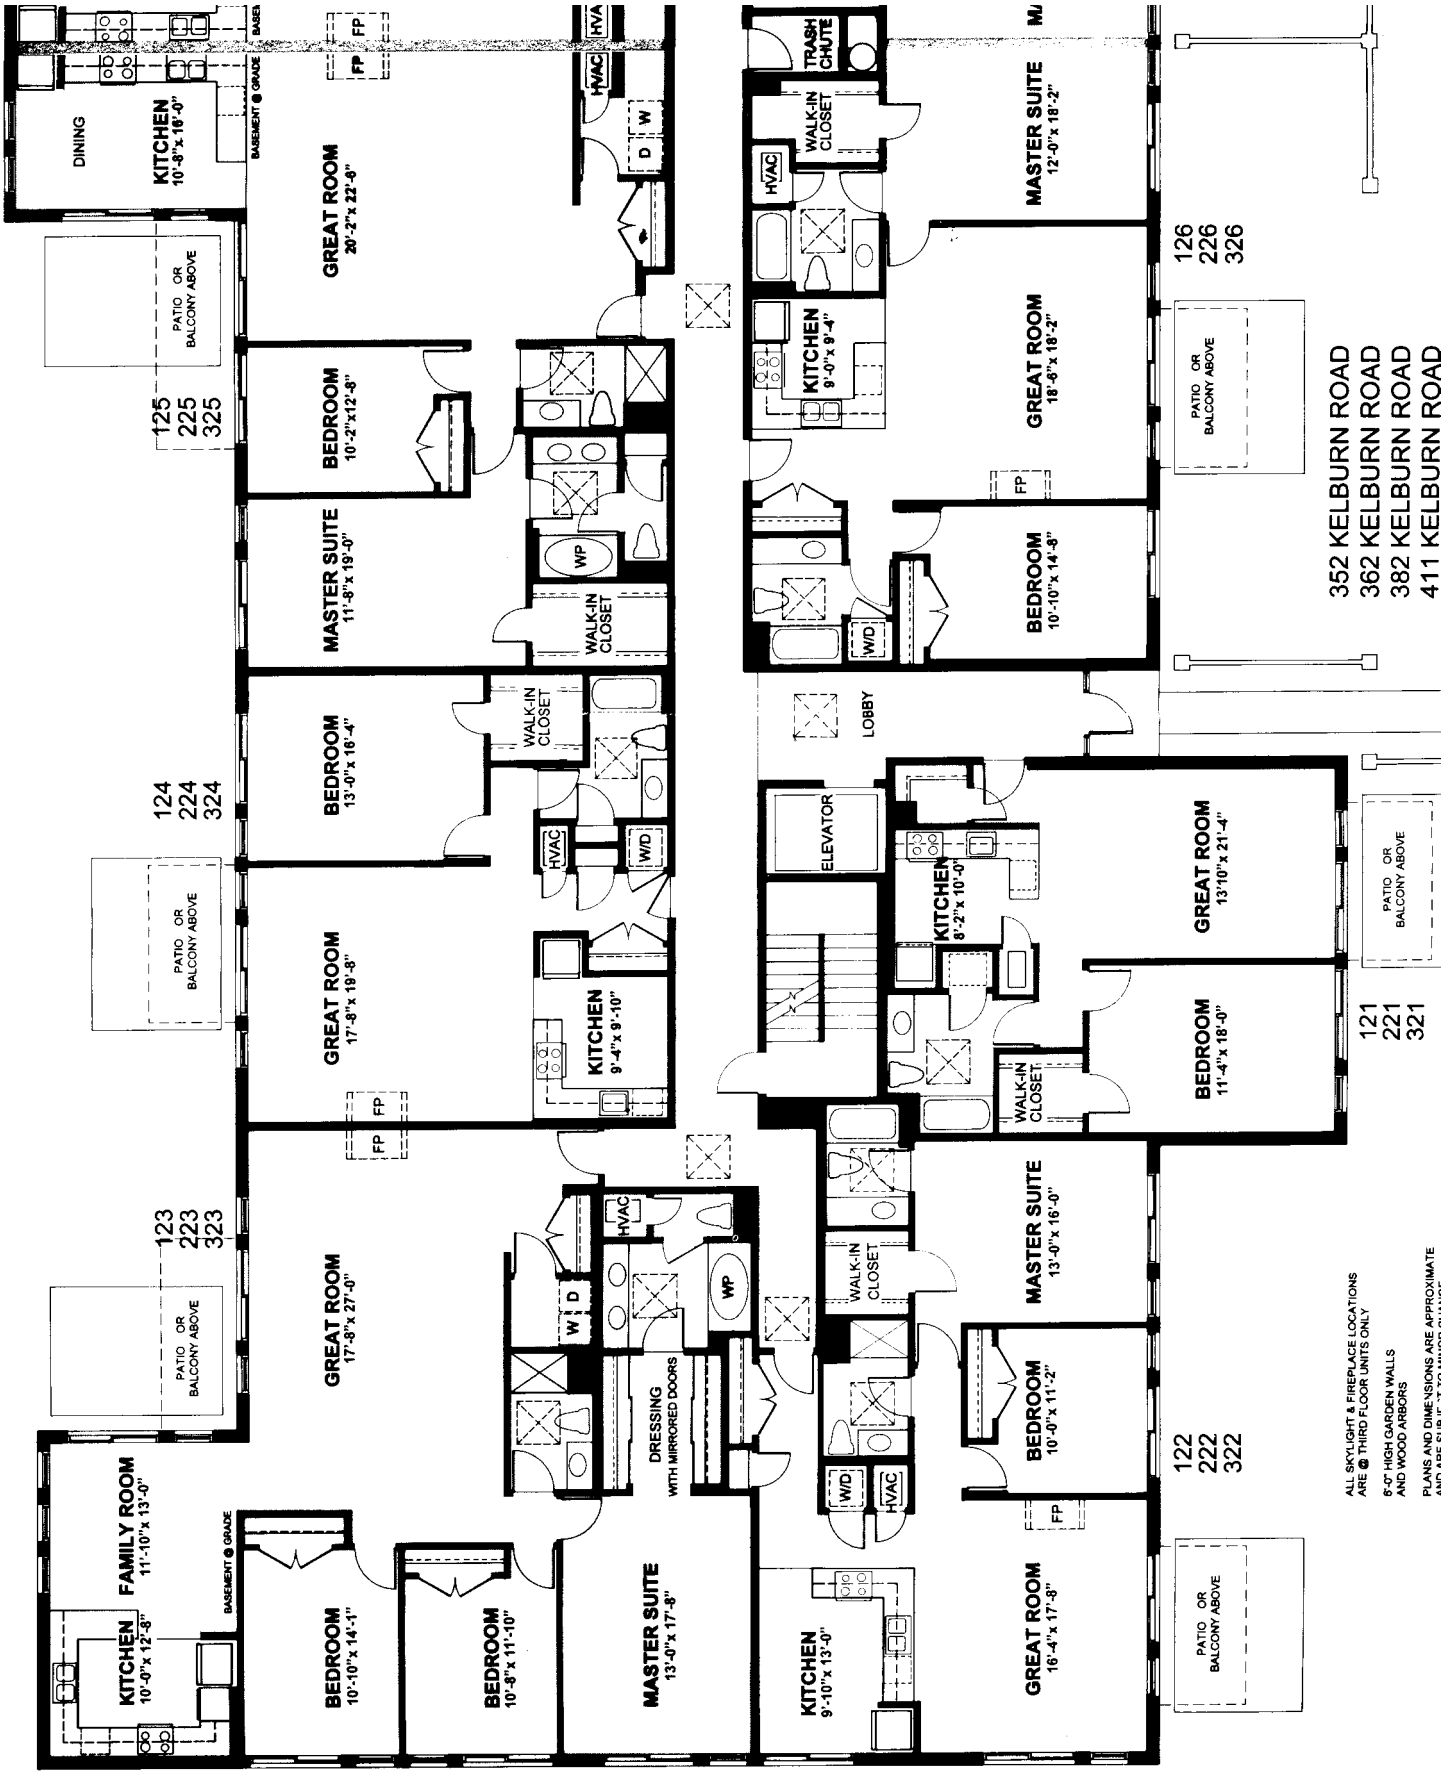 DINING
KITCHEN
10'-8"x 16'-0"
BASEMENT @ GRADE
FP
FP
GREAT ROOM
20'-2"x 22'-6"
HVAC
D
W
PATIO OR
BALCONY ABOVE
125
225
325
BEDROOM
10'-2"x12'-8"
MASTER SUITE
11'-8"x 19'-0"
WP
WALK-IN
CLOSET
TRASH
CHUTE
WALK-IN
CLOSET
HVAC
MASTER SUITE
12'-0"x 18'-2"
126
226
326
KITCHEN
9'-0"x 9'-4"
GREAT ROOM
18'-6"x 18'-2"
FP
PATIO OR
BALCONY ABOVE
BEDROOM
10'-10"x 14'-8"
W/D
352 KELBURN ROAD
362 KELBURN ROAD
382 KELBURN ROAD
411 KELBURN ROAD
124
224
324
BEDROOM
13'-0"x 16'-4"
WALK-IN
CLOSET
HVAC
W/D
PATIO OR
BALCONY ABOVE
GREAT ROOM
17'-8"x 19'-8"
KITCHEN
9'-4"x 9'-10"
FP
FP
LOBBY
ELEVATOR
KITCHEN
8'-2"x 10'-0"
GREAT ROOM
13'10"x 21'-4"
PATIO OR
BALCONY ABOVE
BEDROOM
11'-4"x 18'-0"
WALK-IN
CLOSET
121
221
321
123
223
323
PATIO OR
BALCONY ABOVE
GREAT ROOM
17'-8"x 27'-0"
W
D
HVAC
WP
DRESSING
WITH MIRRORED DOORS
FAMILY ROOM
11'-10"x 13'-0"
KITCHEN
10'-0"x 12'-8"
BASEMENT @ GRADE
BEDROOM
10'-10"x 14'-1"
BEDROOM
10'-8"x 11'-10"
MASTER SUITE
13'-0"x 17'-8"
WALK-IN
CLOSET
MASTER SUITE
13'-0"x 16'-0"
BEDROOM
10'-0"x 11'-2"
W/D
HVAC
FP
KITCHEN
9'-10"x 13'-0"
GREAT ROOM
16'-4"x 17'-8"
122
222
322
PATIO OR
BALCONY ABOVE
ALL SKYLIGHT & FIREPLACE LOCATIONS
ARE @ THIRD FLOOR UNITS ONLY
6'-0" HIGH GARDEN WALLS
AND WOOD ARBORS
PLANS AND DIMENSIONS ARE APPROXIMATE